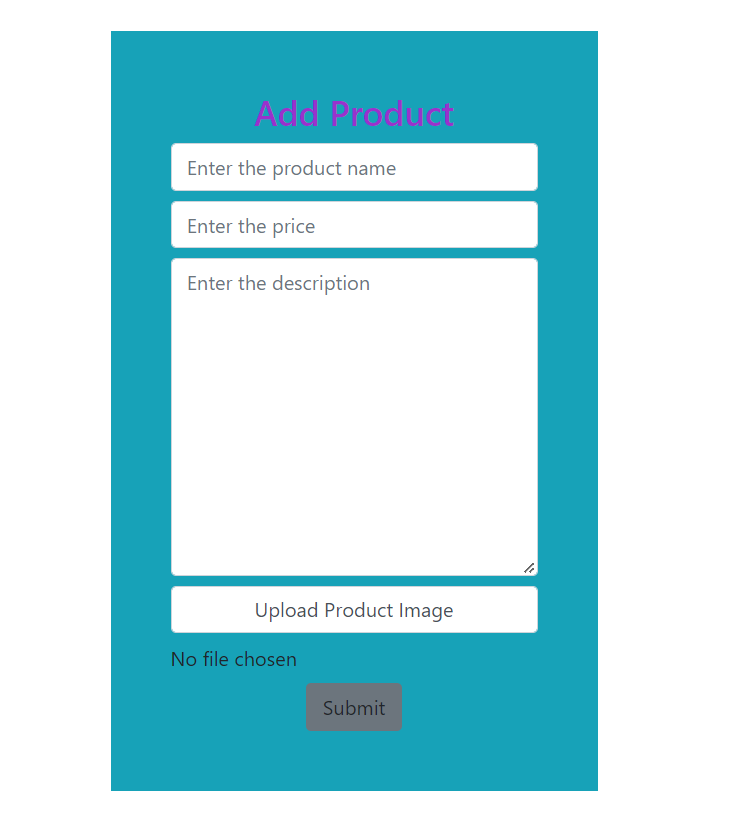 Add Product
Enter the product name
Enter the price
Enter the description
Upload Product Image
No file chosen
Submit